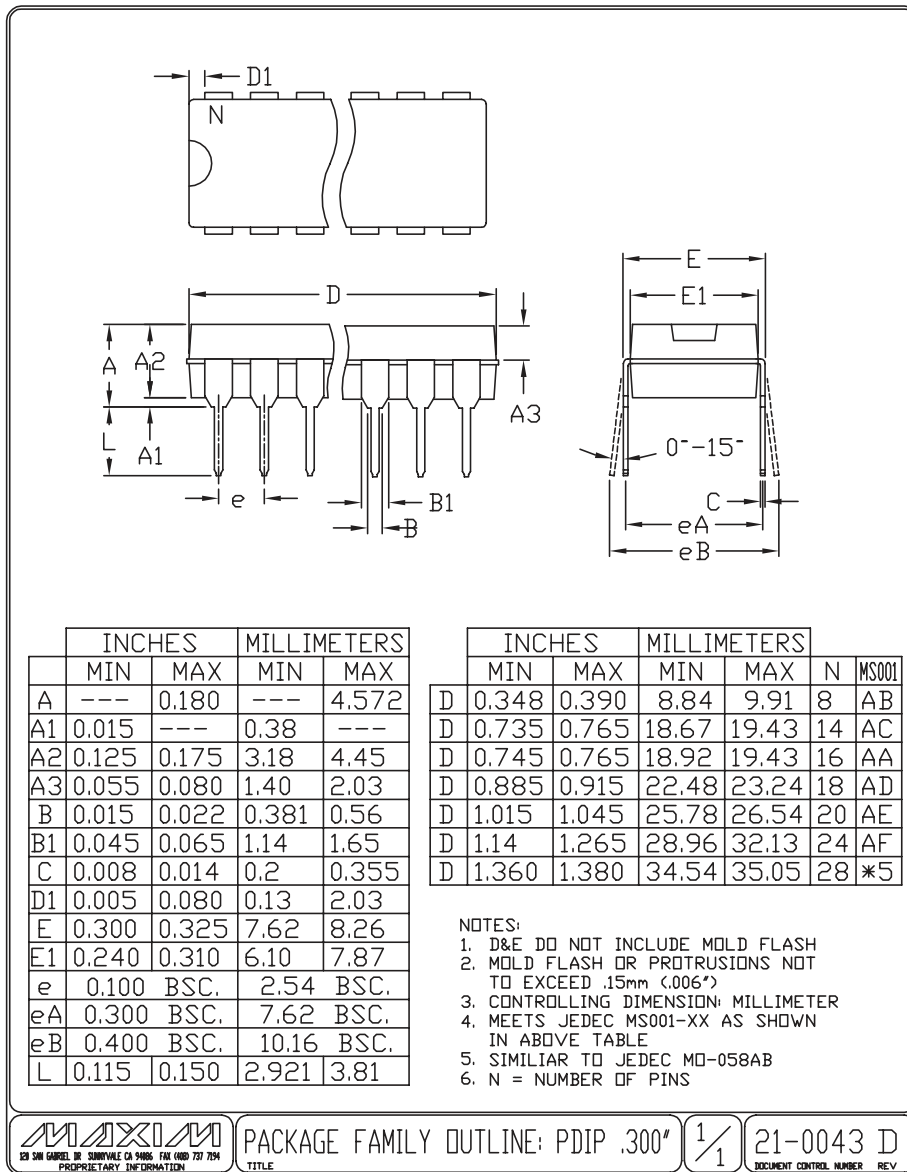 D1
N
D
E
E1
A
A2
A3
L
A1
0°-15°
e
B1
B
C
eA
eB
INCHES MILLIMETERS
MIN MAX MIN MAX
A --- 0.180 --- 4.572
A1 0.015 --- 0.38 ---
A2 0.125 0.175 3.18 4.45
A3 0.055 0.080 1.40 2.03
B 0.015 0.022 0.381 0.56
B1 0.045 0.065 1.14 1.65
C 0.008 0.014 0.2 0.355
D1 0.005 0.080 0.13 2.03
E 0.300 0.325 7.62 8.26
E1 0.240 0.310 6.10 7.87
e 0.100 BSC. 2.54 BSC.
eA 0.300 BSC. 7.62 BSC.
eB 0.400 BSC. 10.16 BSC.
L 0.115 0.150 2.921 3.81
INCHES MILLIMETERS
MIN MAX MIN MAX N MS001
D 0.348 0.390 8.84 9.91 8 AB
D 0.735 0.765 18.67 19.43 14 AC
D 0.745 0.765 18.92 19.43 16 AA
D 0.885 0.915 22.48 23.24 18 AD
D 1.015 1.045 25.78 26.54 20 AE
D 1.14 1.265 28.96 32.13 24 AF
D 1.360 1.380 34.54 35.05 28 *5
NOTES:
1. D&E DO NOT INCLUDE MOLD FLASH
2. MOLD FLASH OR PROTRUSIONS NOT
TO EXCEED .15mm (.006")
3. CONTROLLING DIMENSION: MILLIMETER
4. MEETS JEDEC MS001-XX AS SHOWN
IN ABOVE TABLE
5. SIMILIAR TO JEDEC MO-058AB
6. N = NUMBER OF PINS
MAXIM
120 SAN GABRIEL DR SUNNYVALE CA 94086 FAX (408) 737 7194
PROPRIETARY INFORMATION
PACKAGE FAMILY OUTLINE: PDIP .300"
TITLE
1/1
21-0043 D
DOCUMENT CONTROL NUMBER REV